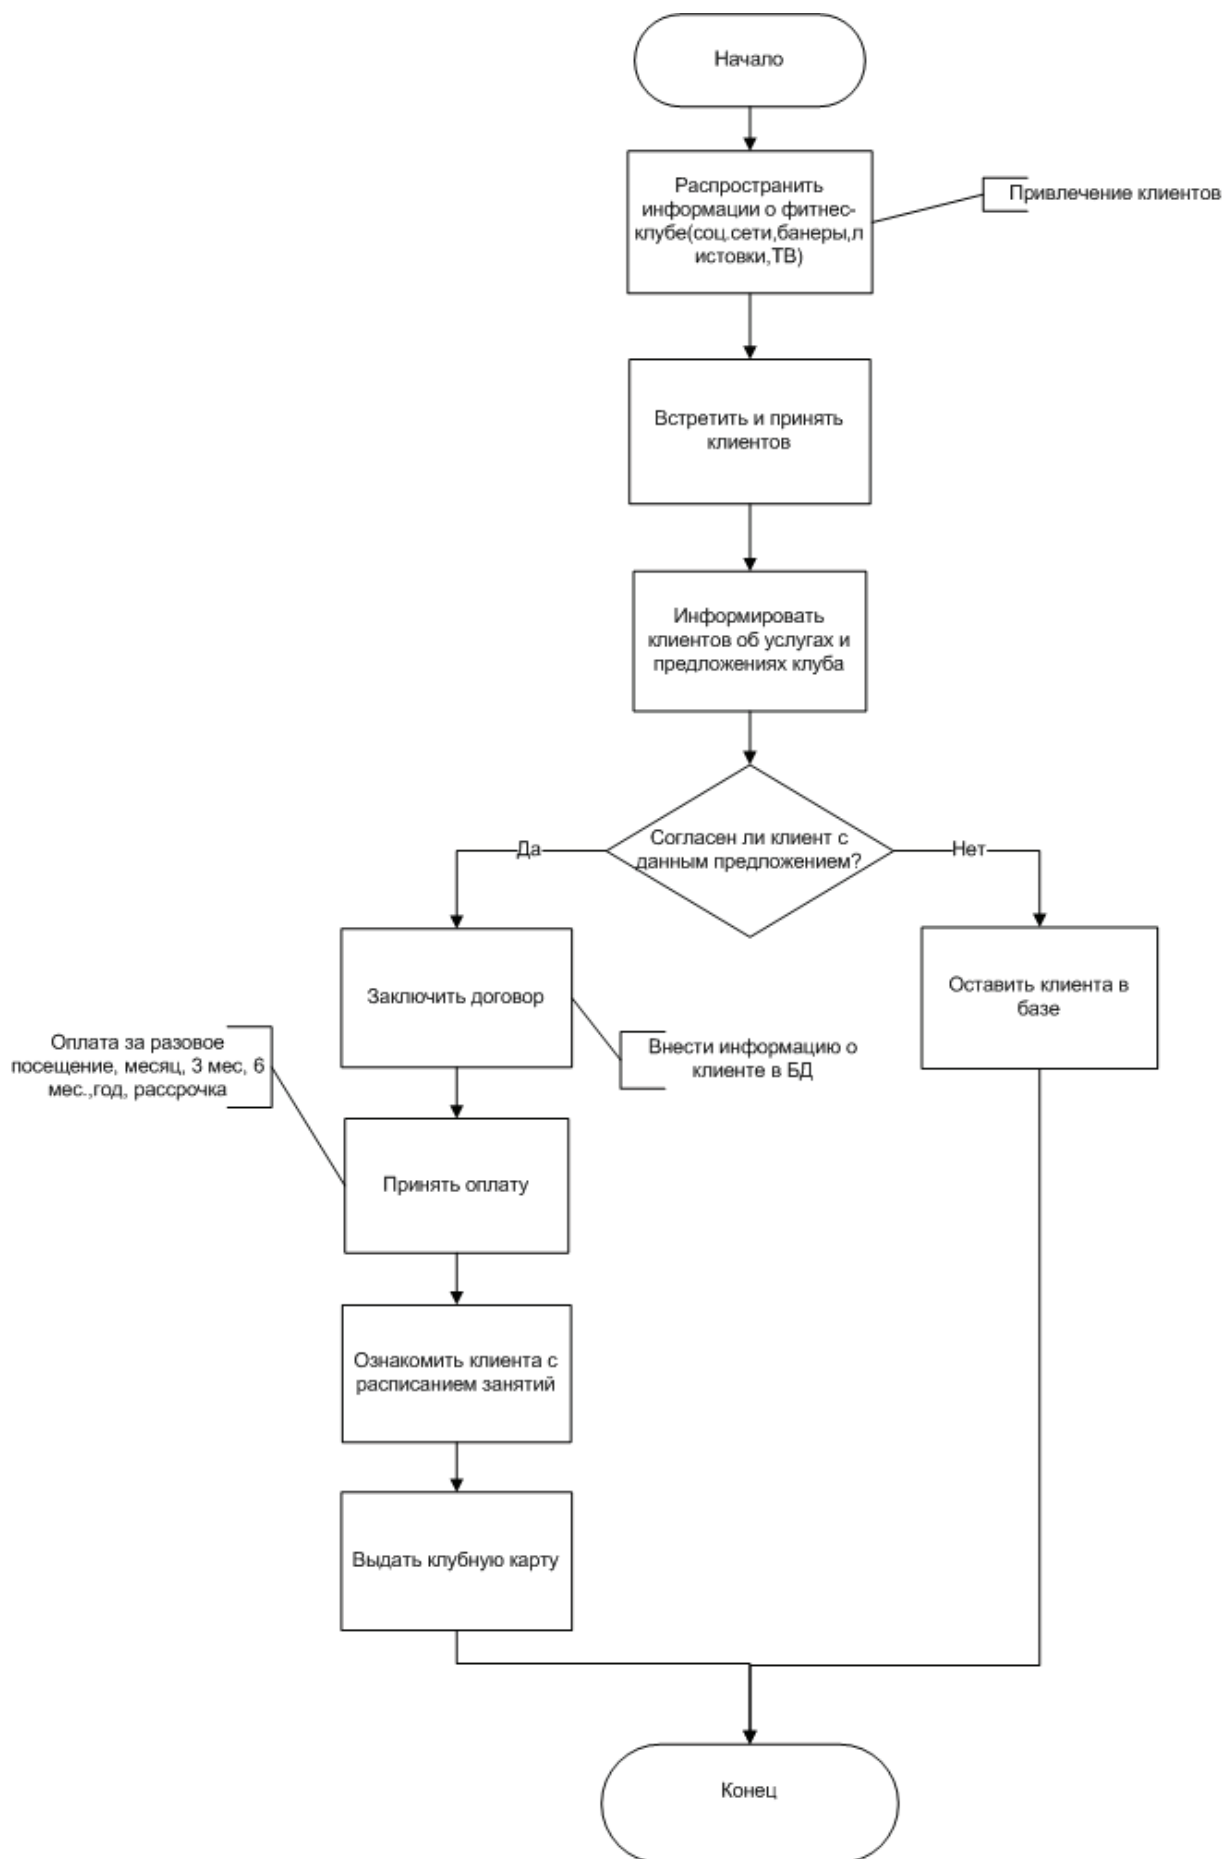 Начало
Распространить
информации о фитнес-
клубе(соц.сети,банеры,л
истовки,ТВ)
Привлечение клиентов
Встретить и принять
клиентов
Информировать
клиентов об услугах и
предложениях клуба
Согласен ли клиент с
данным предложением?
Да
Нет
Заключить договор
Оставить клиента в
базе
Оплата за разовое
посещение, месяц, 3 мес, 6
мес.,год, рассрочка
Внести информацию о
клиенте в БД
Принять оплату
Ознакомить клиента с
расписанием занятий
Выдать клубную карту
Конец